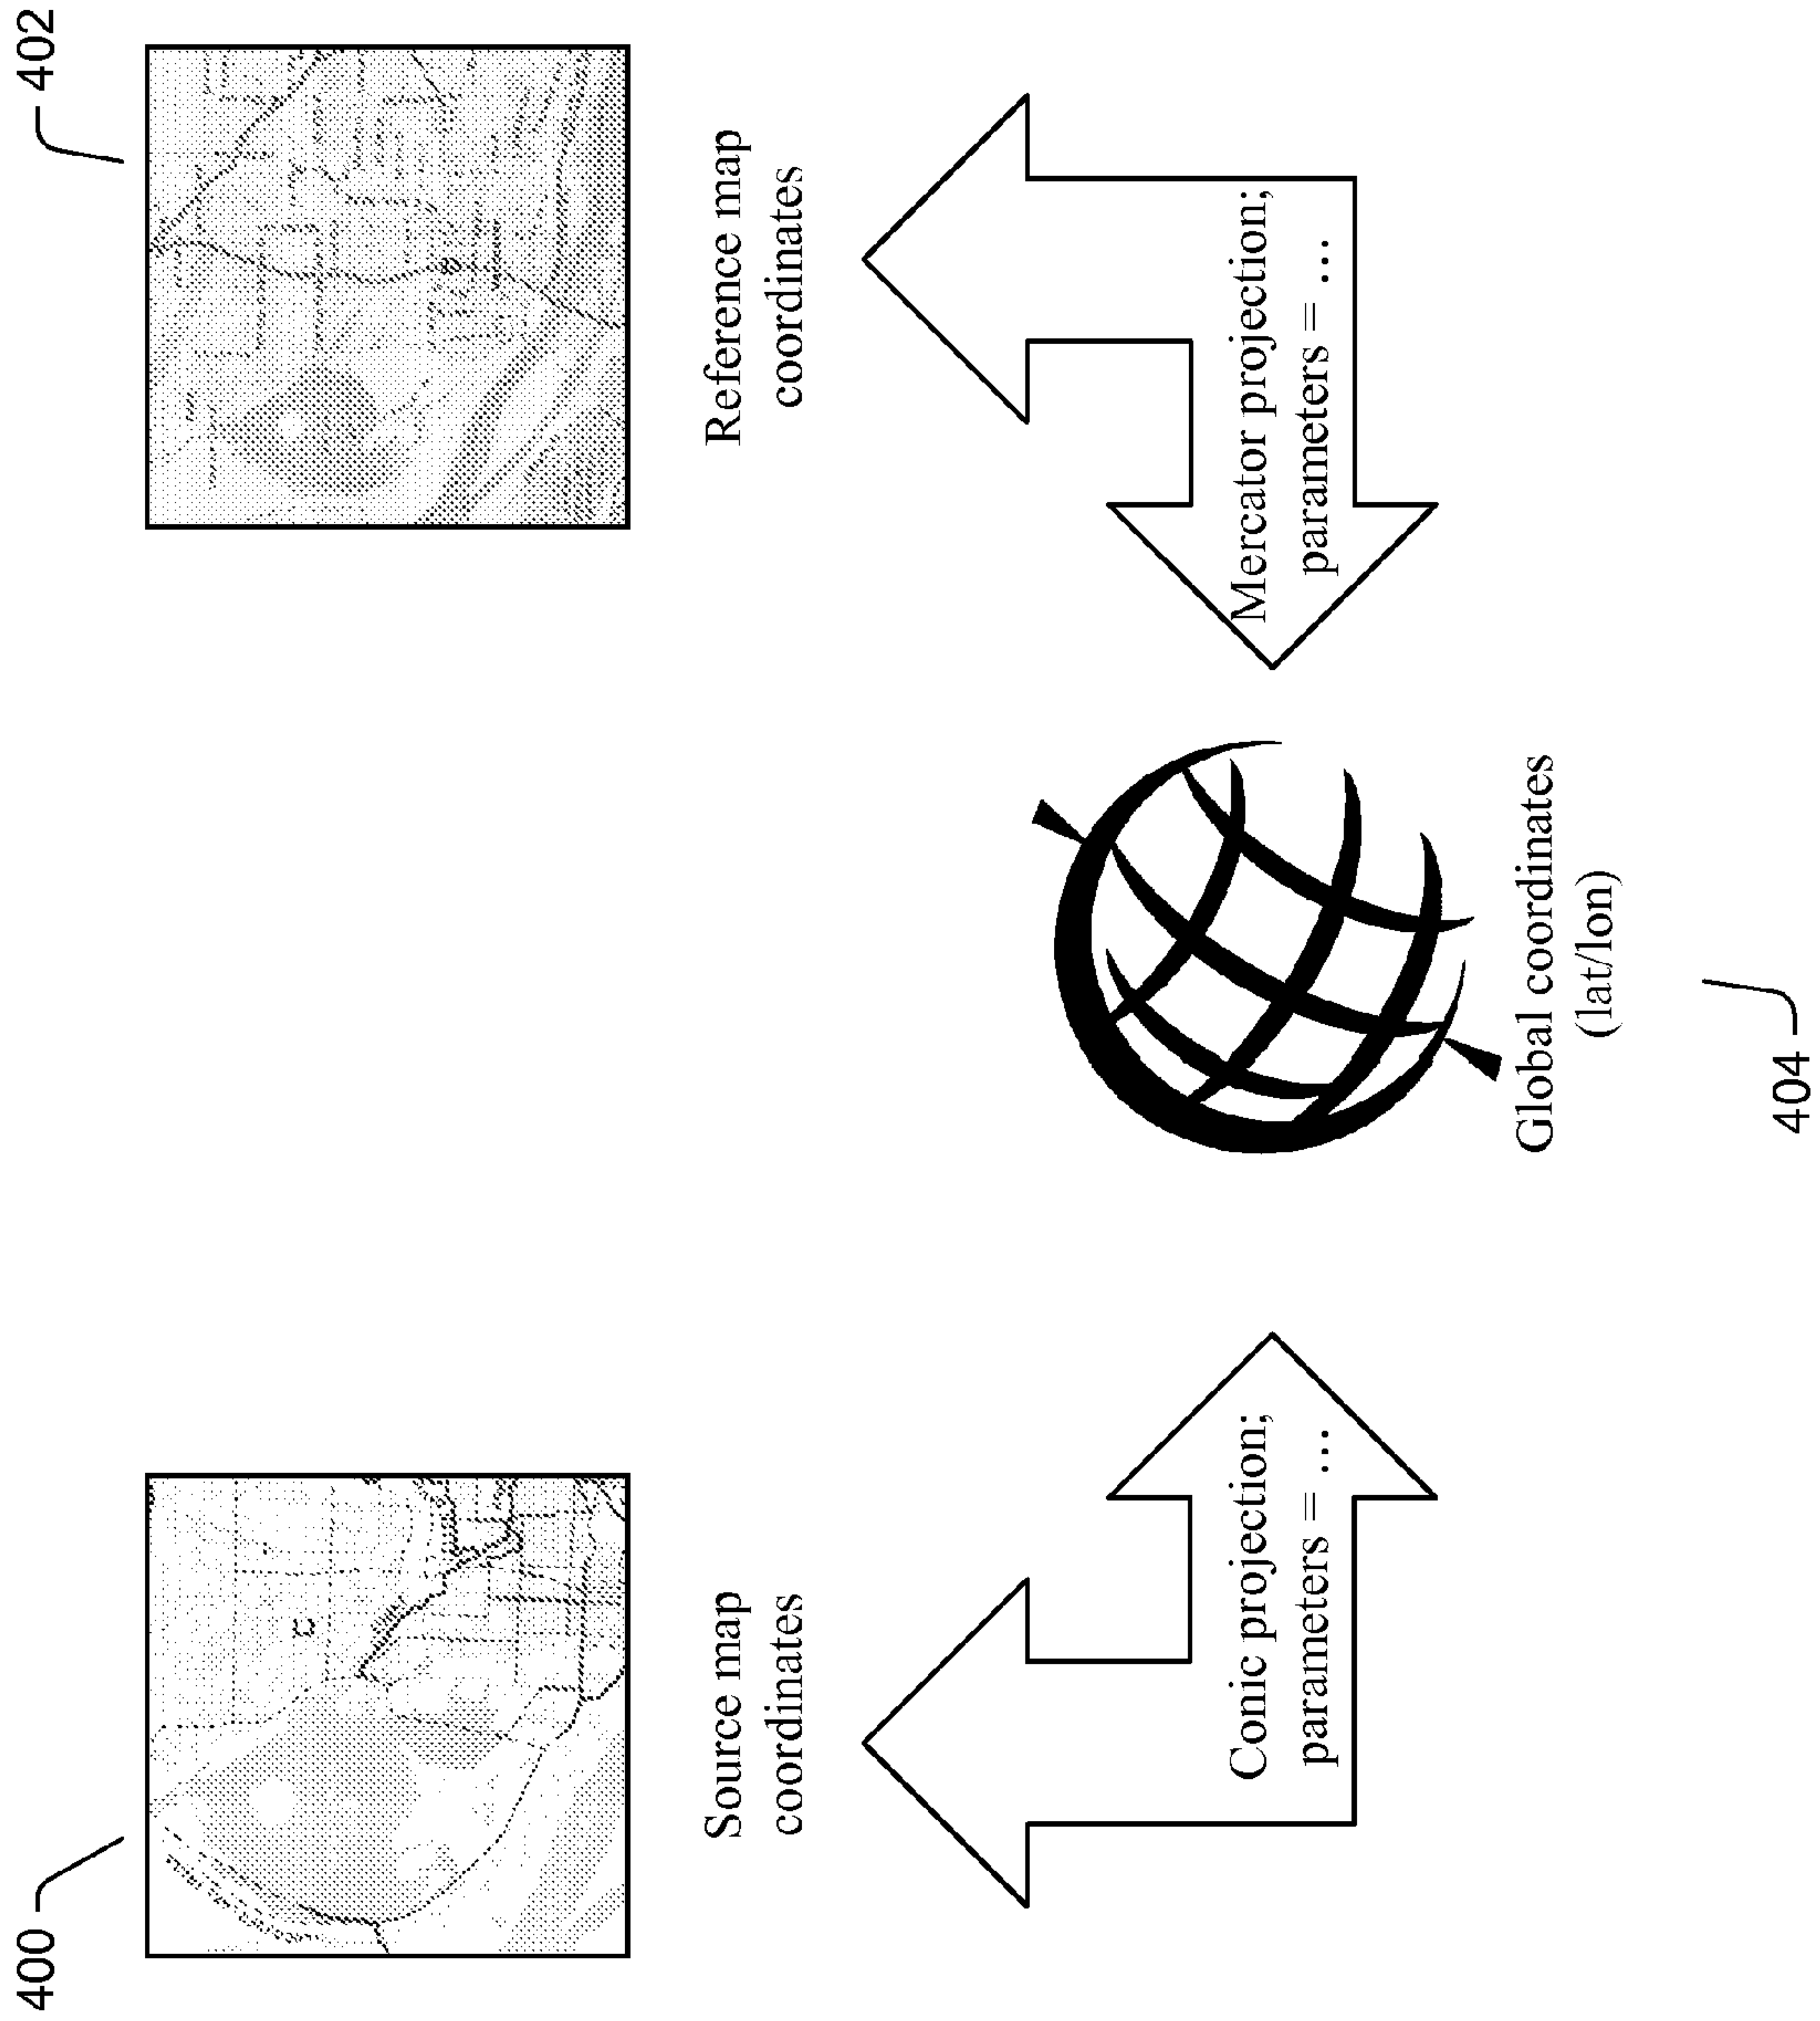 400
402
Source map
coordinates
Reference map
coordinates
Conic projection;
parameters = ...
Mercator projection;
parameters = ...
Global coordinates
(lat/lon)
404